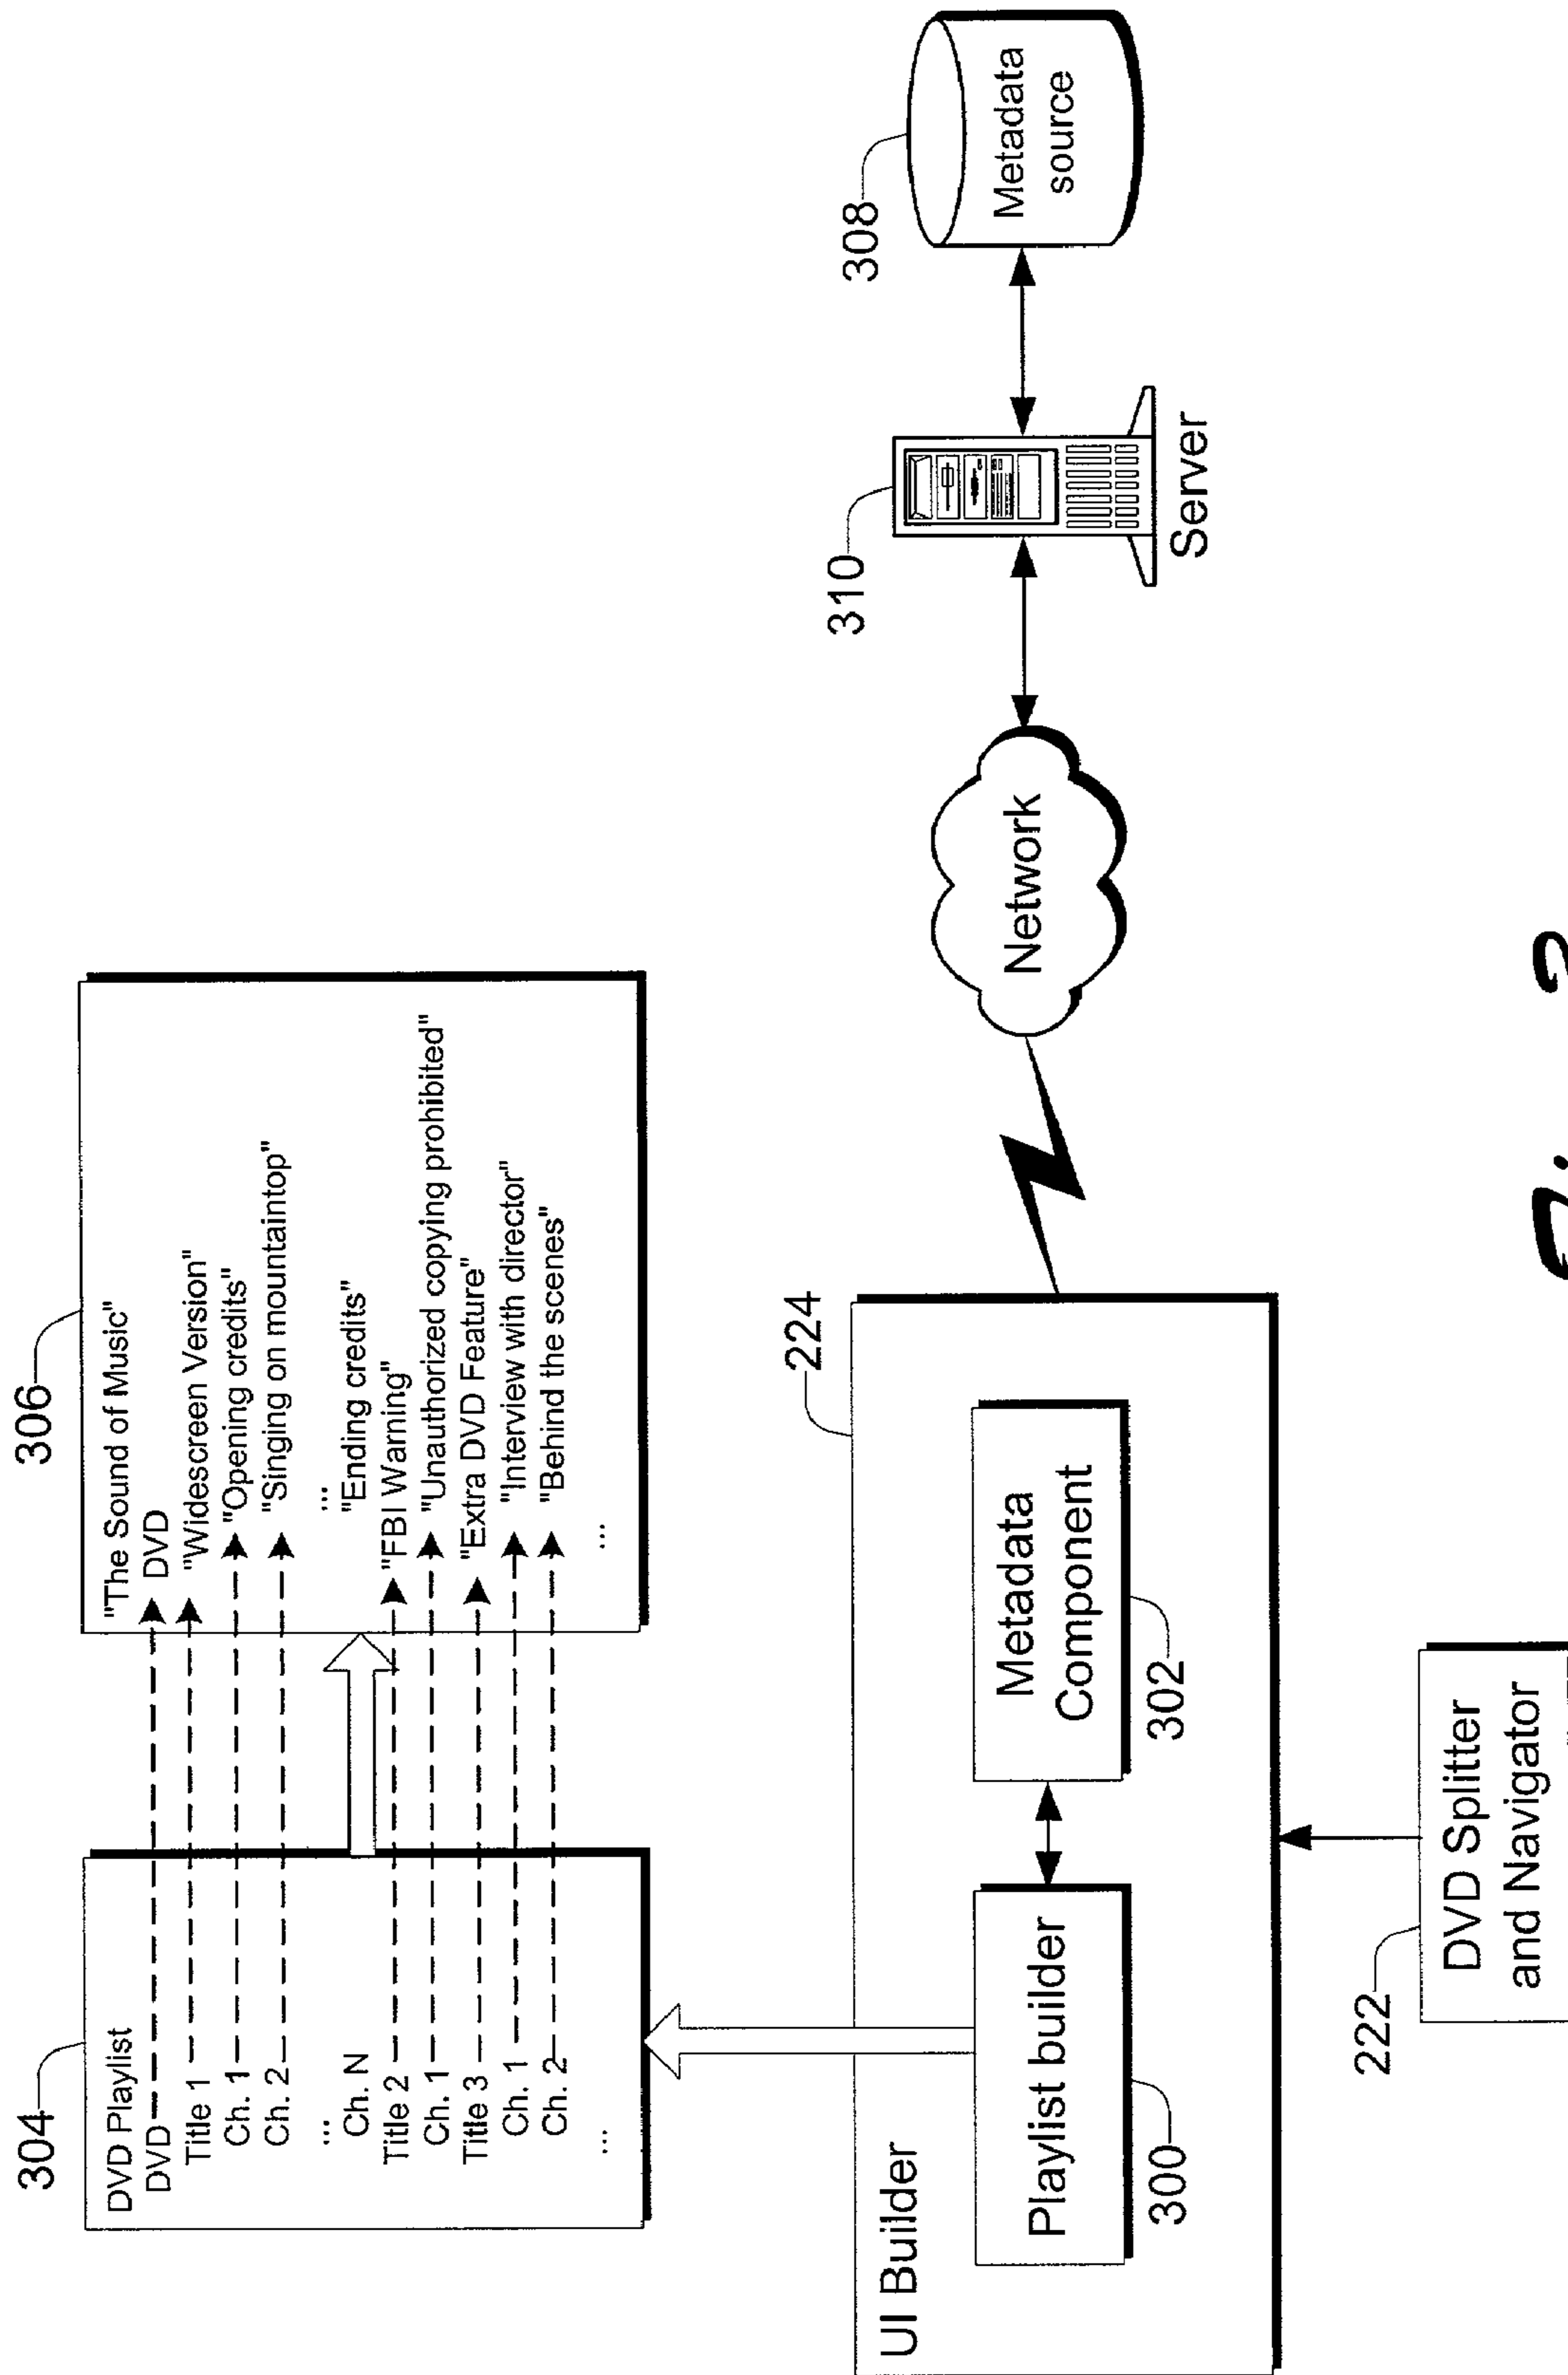 304
DVD Playlist
DVD
Title 1
Ch. 1
Ch. 2
...
Ch. N
Title 2
Ch. 1
Title 3
Ch. 1
Ch. 2
...
306
"The Sound of Music"
DVD
"Widescreen Version"
"Opening credits"
"Singing on mountaintop"
...
"Ending credits"
"FBI Warning"
"Unauthorized copying prohibited"
"Extra DVD Feature"
"Interview with director"
"Behind the scenes"
...
UI Builder
224
Playlist builder
300
Metadata
Component
302
Network
310
Server
308
Metadata
source
222
DVD Splitter
and Navigator